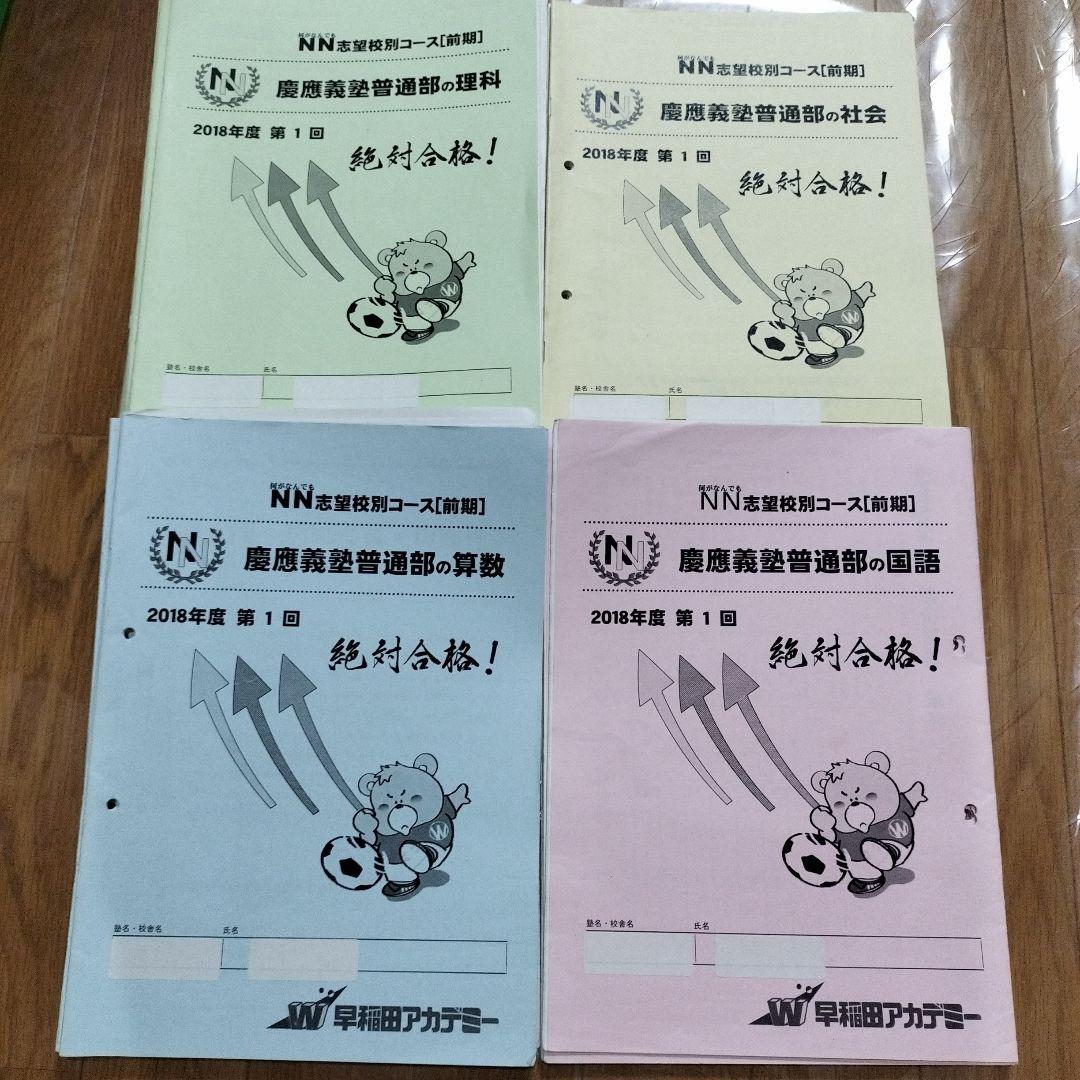 何がなんでも
NN志望校別コース[前期]
NN
慶應義塾普通部の理科
2018年度 第1回
絶対合格!
W
塾名・校舎名
氏名
何がなんでも
NN志望校別コース[前期]
NN
慶應義塾普通部の社会
2018年度 第1回
絶対合格!
W
塾名・校舎名
氏名
何がなんでも
NN志望校別コース[前期]
NN
慶應義塾普通部の算数
2018年度 第1回
絶対合格!
W
塾名・校舎名
氏名
W 早稲田アカデミー
何がなんでも
NN志望校別コース[前期]
NN
慶應義塾普通部の国語
2018年度 第1回
絶対合格!
W
塾名・校舎名
氏名
W 早稲田アカデミー